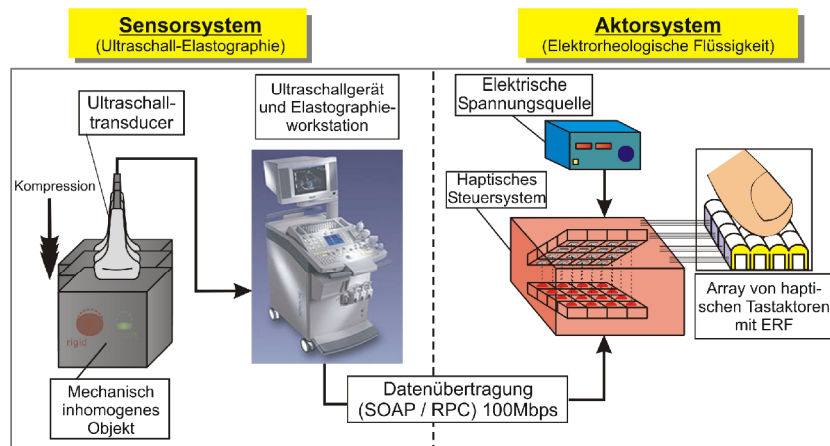 Sensorsystem
(Ultraschall-Elastographie)
Aktorsystem
(Elektrorheologische Flüssigkeit)
Ultraschall-
transducer
Ultraschallgerät
und Elastographie-
workstation
Kompression
rigid
Mechanisch
inhomogenes
Objekt
Elektrische
Spannungsquelle
Haptisches
Steuersystem
Array von hapti-
schen Tastaktoren
mit ERF
Datenübertragung
(SOAP / RPC) 100Mbps